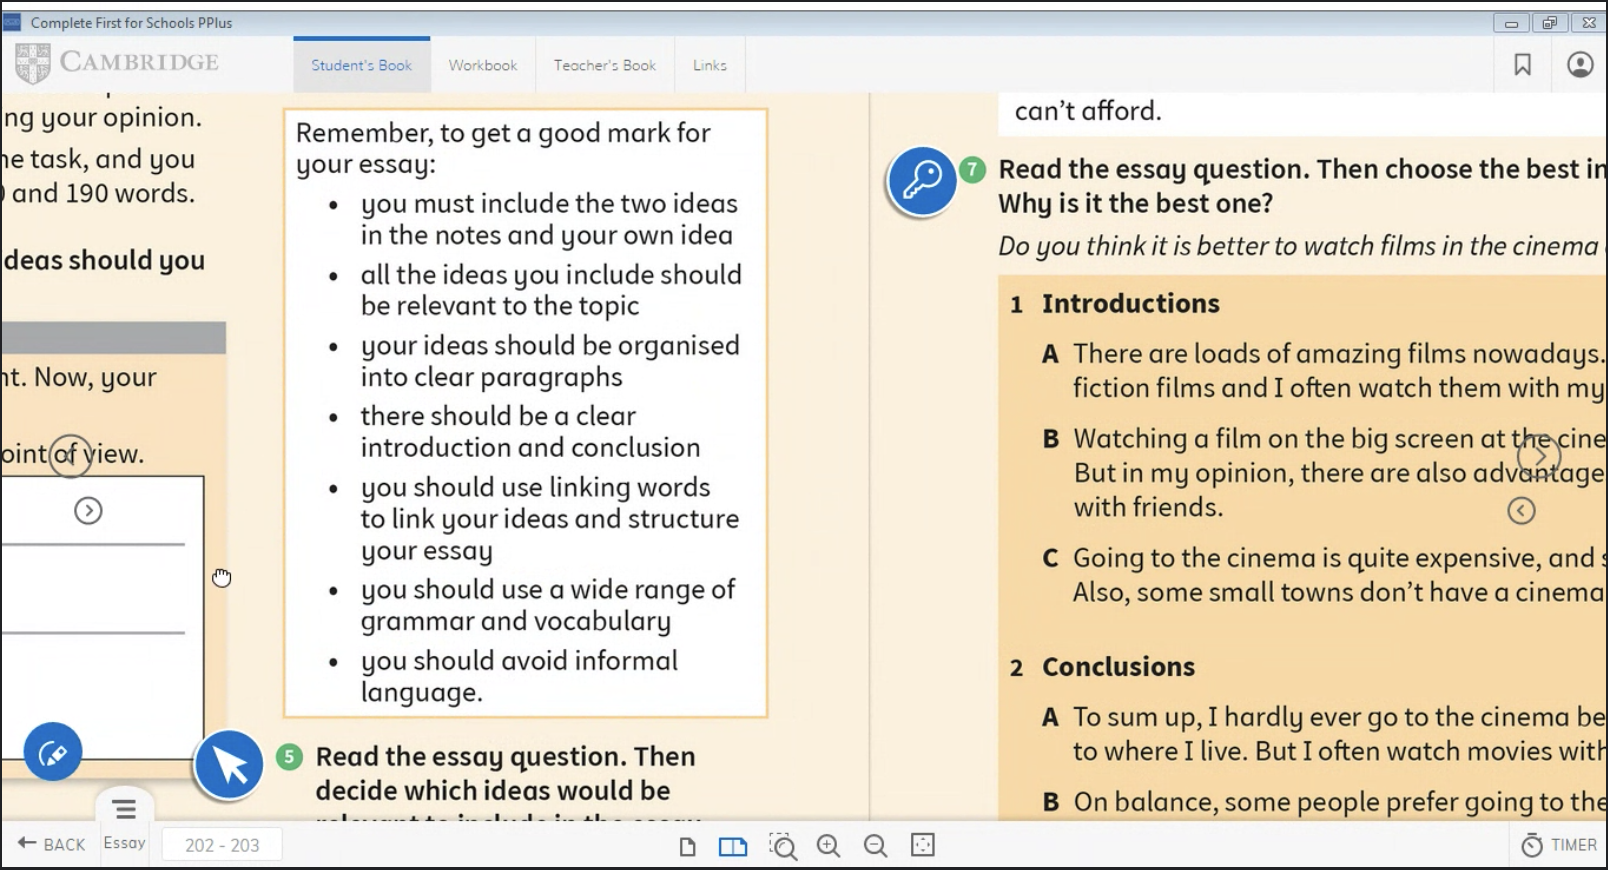 Complete First for Schools PPlus
CAMBRIDGE
Student's Book
Workbook
Teacher's Book
Links
ng your opinion.
ne task, and you
and 190 words.
deas should you
nt. Now, your
oint of view.
Remember, to get a good mark for
your essay:
• you must include the two ideas
in the notes and your own idea
• all the ideas you include should
be relevant to the topic
• your ideas should be organised
into clear paragraphs
• there should be a clear
introduction and conclusion
• you should use linking words
to link your ideas and structure
your essay
• you should use a wide range of
grammar and vocabulary
• you should avoid informal
language.
5 Read the essay question. Then
decide which ideas would be
relevant to include in the essay
can't afford.
7 Read the essay question. Then choose the best in
Why is it the best one?
Do you think it is better to watch films in the cinema
1 Introductions
A There are loads of amazing films nowadays.
fiction films and I often watch them with my
B Watching a film on the big screen at the cine
But in my opinion, there are also advantage
with friends.
C Going to the cinema is quite expensive, and s
Also, some small towns don't have a cinema
2 Conclusions
A To sum up, I hardly ever go to the cinema be
to where I live. But I often watch movies with
B On balance, some people prefer going to the
BACK
Essay
202 - 203
TIMER